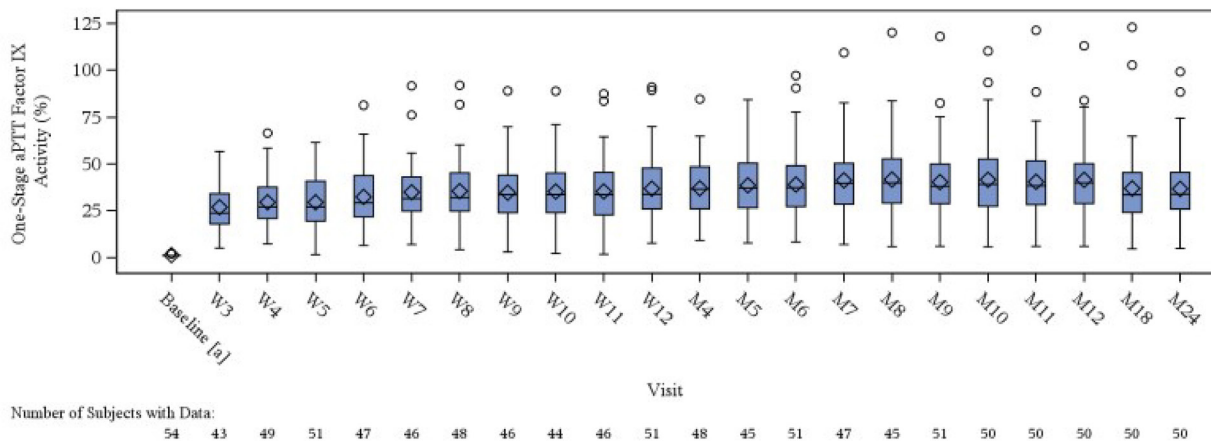 One-Stage aPTT Factor IX
Activity (%)
125
100
75
50
25
0
Baseline [a] W3 W4 W5 W6 W7 W8 W9 W10 W11 W12 M4 M5 M6 M7 M8 M9 M10 M11 M12 M18 M24
Visit
Number of Subjects with Data:
54 43 49 51 47 46 48 46 44 46 51 48 45 51 47 45 51 50 50 50 50 50